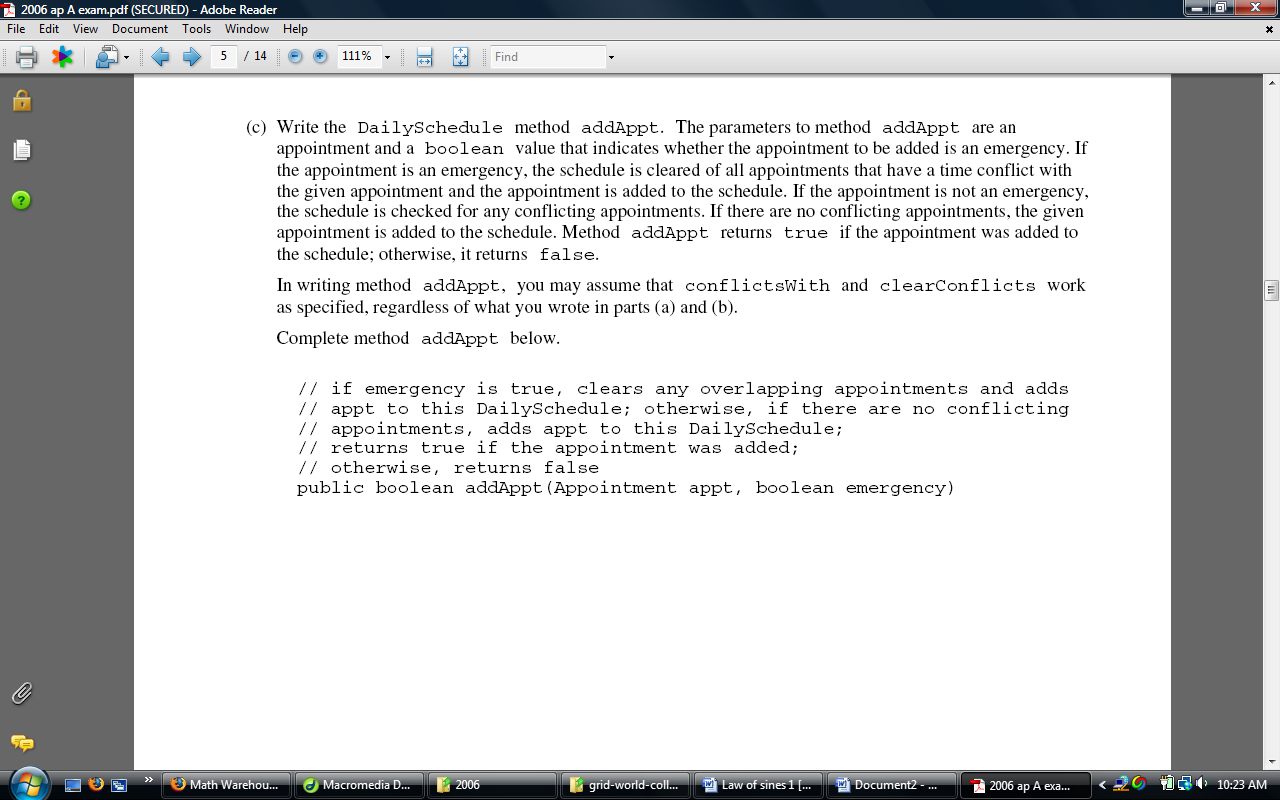 2006 ap A exam.pdf (SECURED) - Adobe Reader
File Edit View Document Tools Window Help
5 / 14 111% Find
(c) Write the DailySchedule method addAppt. The parameters to method addAppt are an
appointment and a boolean value that indicates whether the appointment to be added is an emergency. If
the appointment is an emergency, the schedule is cleared of all appointments that have a time conflict with
the given appointment and the appointment is added to the schedule. If the appointment is not an emergency,
the schedule is checked for any conflicting appointments. If there are no conflicting appointments, the given
appointment is added to the schedule. Method addAppt returns true if the appointment was added to
the schedule; otherwise, it returns false.
In writing method addAppt, you may assume that conflictsWith and clearConflicts work
as specified, regardless of what you wrote in parts (a) and (b).
Complete method addAppt below.
// if emergency is true, clears any overlapping appointments and adds
// appt to this DailySchedule; otherwise, if there are no conflicting
// appointments, adds appt to this DailySchedule;
// returns true if the appointment was added;
// otherwise, returns false
public boolean addAppt(Appointment appt, boolean emergency)
Math Warehou... Macromedia D... 2006 grid-world-coll... Law of sines 1 [... Document2 - ... 2006 ap A exa... 10:23 AM